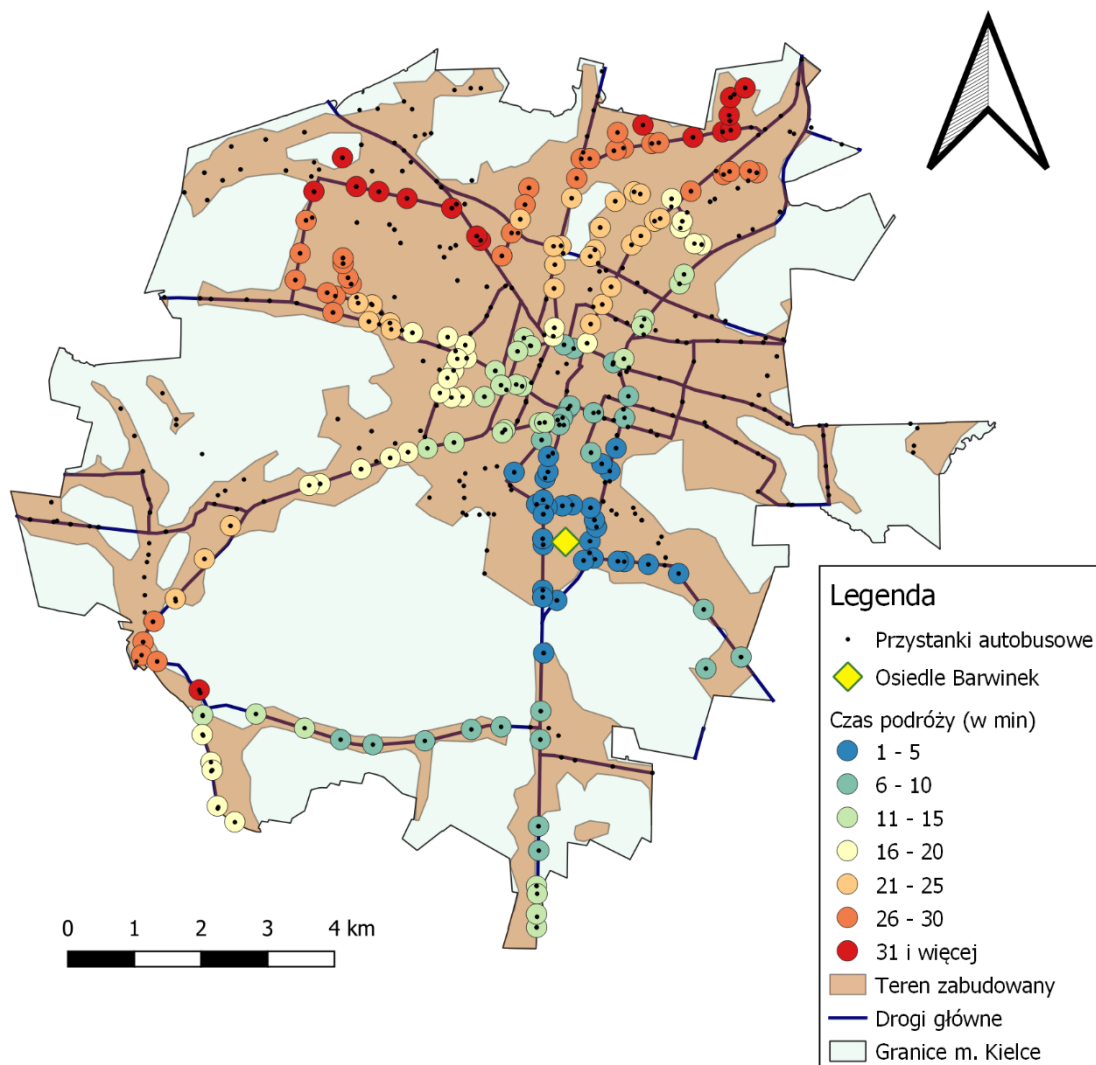 0 1 2 3 4 km
Legenda
Przystanki autobusowe
Osiedle Barwinek
Czas podróży (w min)
1 - 5
6 - 10
11 - 15
16 - 20
21 - 25
26 - 30
31 i więcej
Teren zabudowany
Drogi główne
Granice m. Kielce